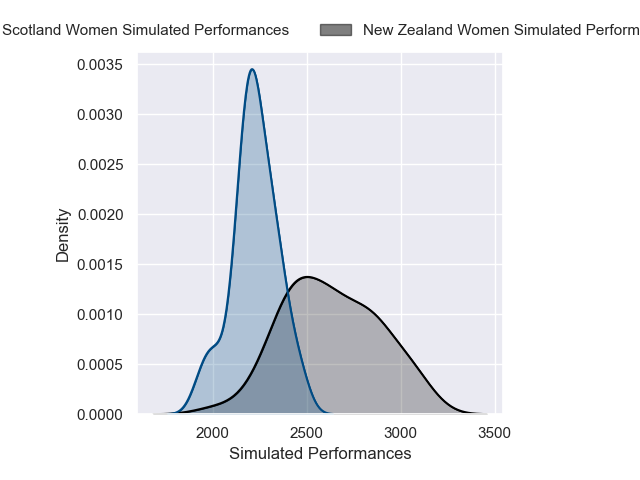 Scotland Women Simulated Performances New Zealand Women Simulated Perform
0.0035
0.0030
0.0025
0.0020
0.0015
0.0010
0.0005
0.0000
Density
2000 2500 3000 3500
Simulated Performances